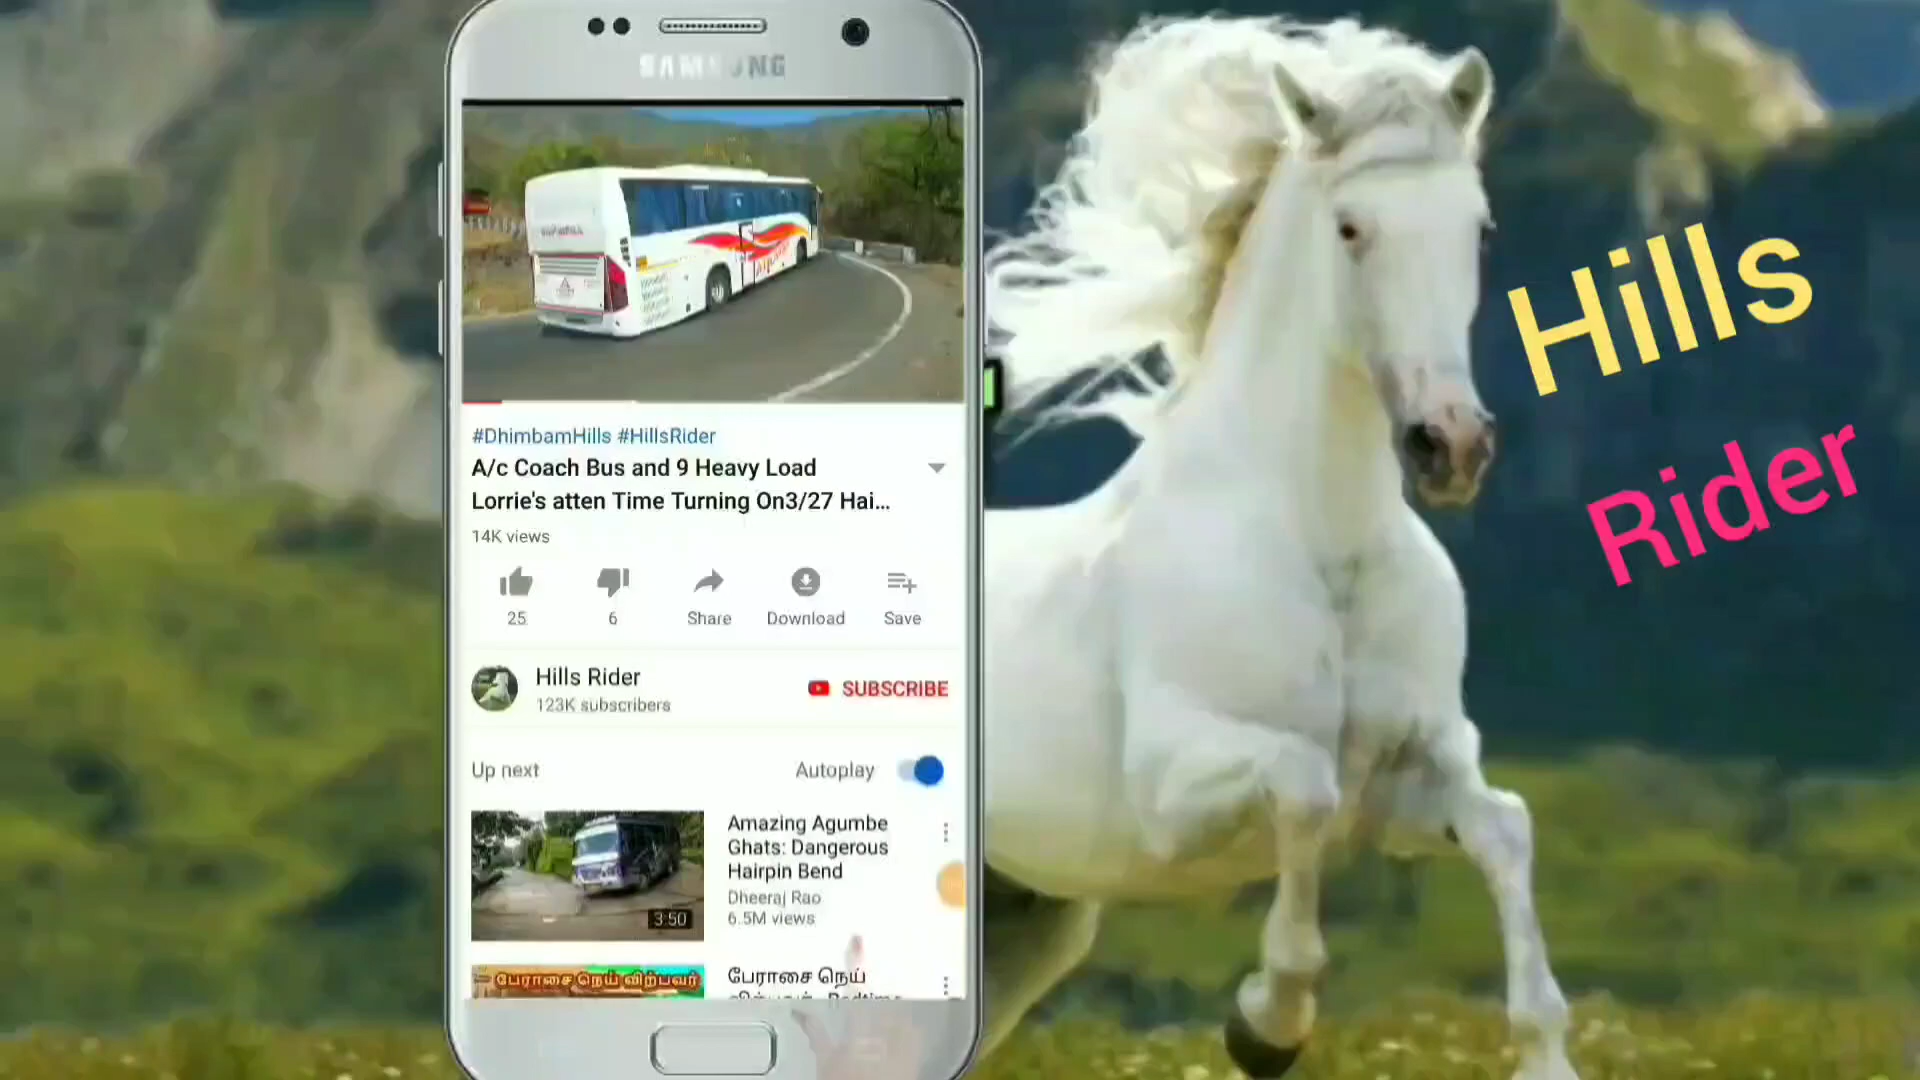 SAMSUNG
#DhimbamHills #HillsRider
A/c Coach Bus and 9 Heavy Load
Lorrie's atten Time Turning On3/27 Hai...
14K views
25
6
Share
Download
Save
Hills Rider
123K subscribers
SUBSCRIBE
Up next
Autoplay
Amazing Agumbe
Ghats: Dangerous
Hairpin Bend
Dheeraj Rao
6.5M views
3:50
பேராசை நெய் விற்பவர்
பேராசை நெய்
Hills
Rider